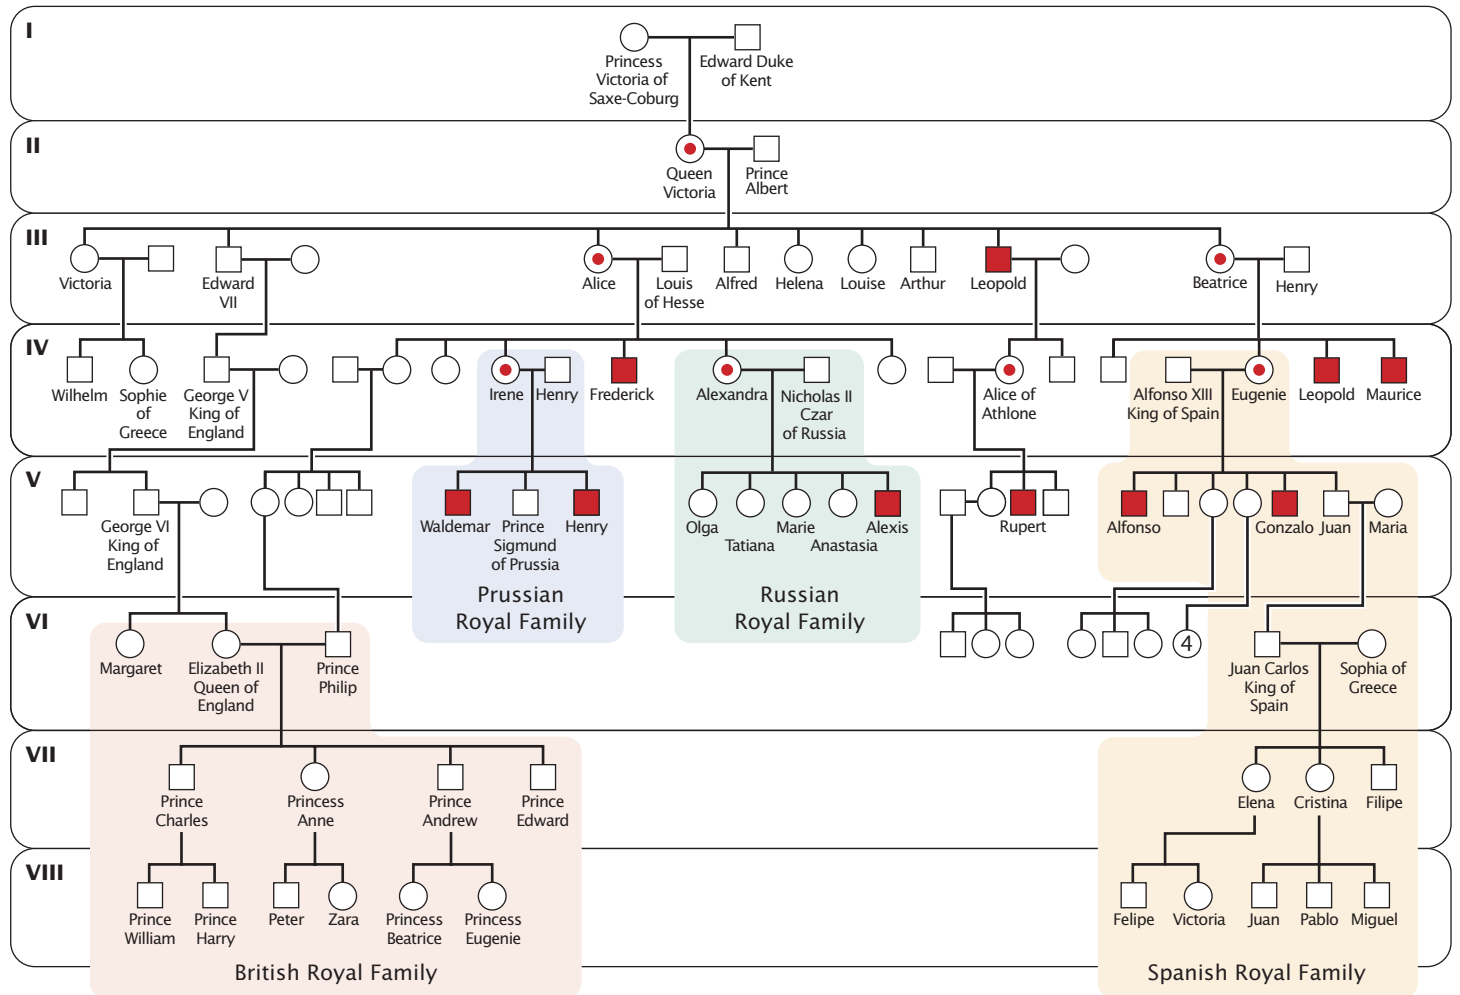 I
Princess
Victoria of
Saxe-Coburg
Edward Duke
of Kent
II
Queen
Victoria
Prince
Albert
III
Victoria
Edward
VII
Alice
Louis
of Hesse
Alfred
Helena
Louise
Arthur
Leopold
Beatrice
Henry
IV
Wilhelm
Sophie
of
Greece
George V
King of
England
Irene
Henry
Frederick
Alexandra
Nicholas II
Czar
of Russia
Alice of
Athlone
Alfonso XIII
King of Spain
Eugenie
Leopold
Maurice
V
George VI
King of
England
Waldemar
Prince
Sigmund
of Prussia
Henry
Prussian
Royal Family
Olga
Tatiana
Marie
Anastasia
Alexis
Russian
Royal Family
Rupert
Alfonso
Gonzalo
Juan
Maria
VI
Margaret
Elizabeth II
Queen of
England
Prince
Philip
4
Juan Carlos
King of
Spain
Sophia of
Greece
VII
Prince
Charles
Princess
Anne
Prince
Andrew
Prince
Edward
Elena
Cristina
Filipe
VIII
Prince
William
Prince
Harry
Peter
Zara
Princess
Beatrice
Princess
Eugenie
Felipe
Victoria
Juan
Pablo
Miguel
British Royal Family
Spanish Royal Family